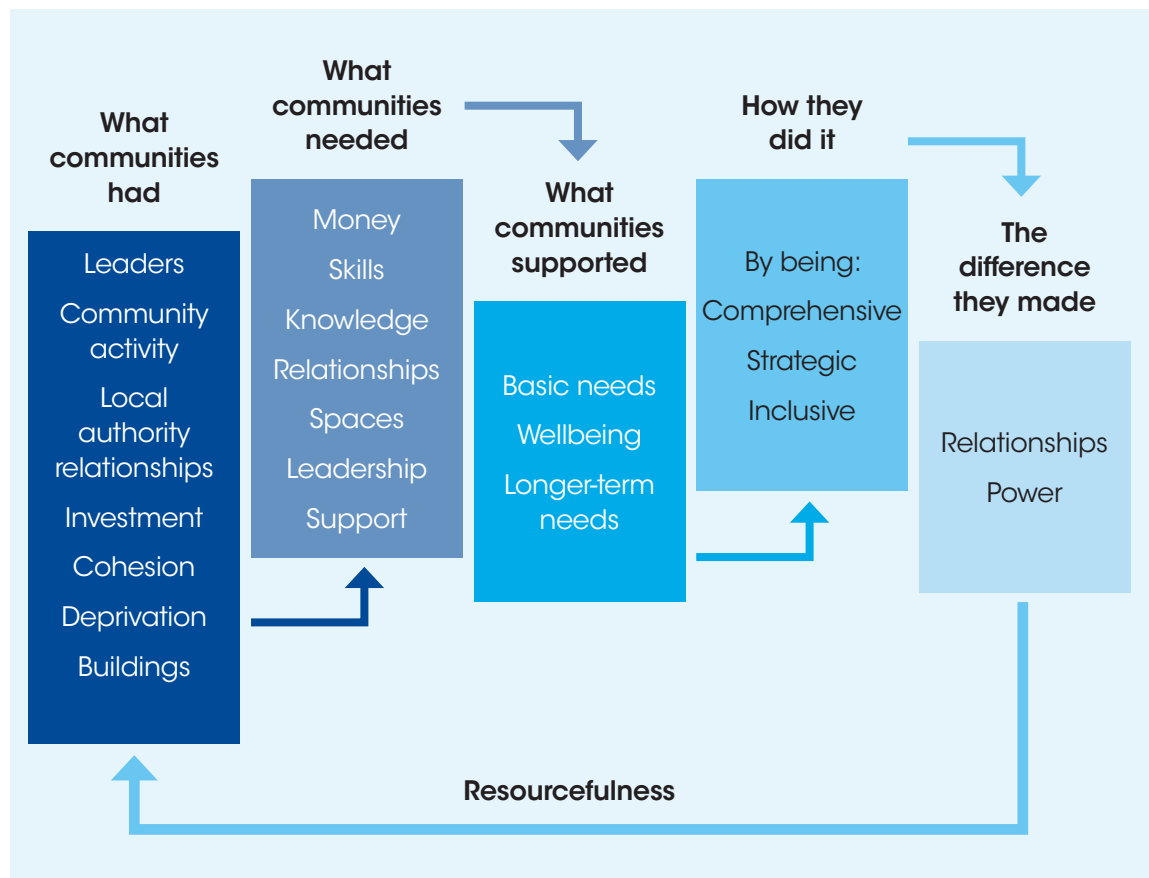 What
communities
had
Leaders
Community
activity
Local
authority
relationships
Investment
Cohesion
Deprivation
Buildings
What
communities
needed
Money
Skills
Knowledge
Relationships
Spaces
Leadership
Support
What
communities
supported
Basic needs
Wellbeing
Longer-term
needs
How they
did it
By being:
Comprehensive
Strategic
Inclusive
The
difference
they made
Relationships
Power
Resourcefulness